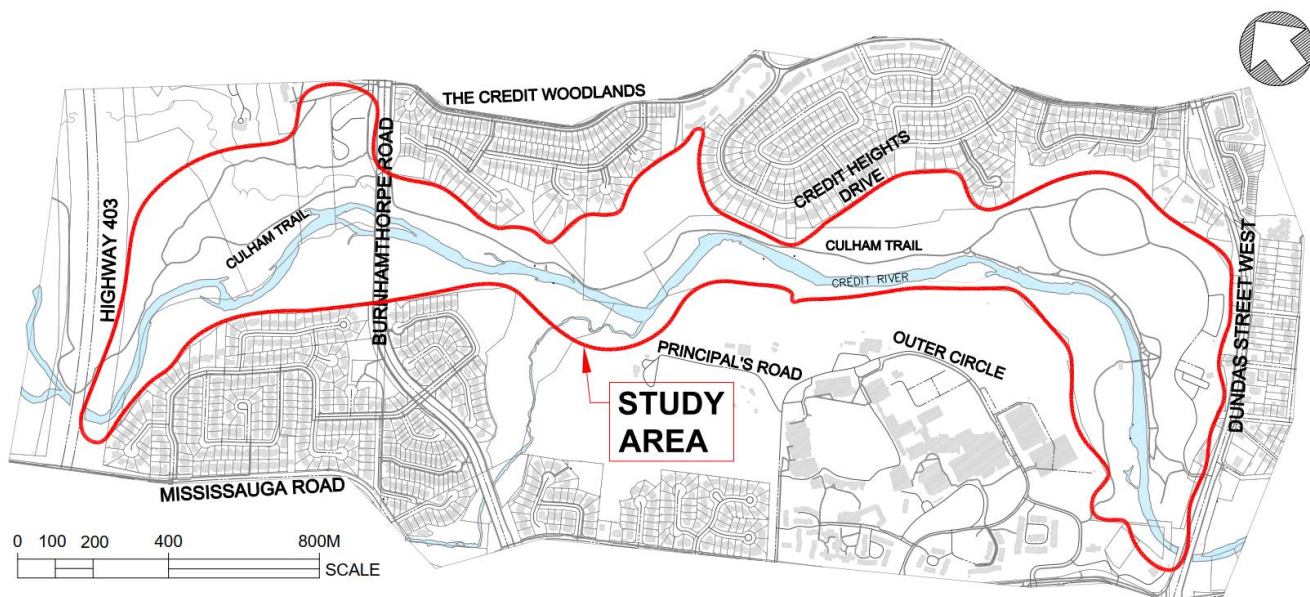 THE CREDIT WOODLANDS
BURNHAMTHORPE ROAD
CREDIT HEIGHTS
DRIVE
HIGHWAY 403
CULHAM TRAIL
CULHAM TRAIL
CREDIT RIVER
DUNDAS STREET WEST
PRINCIPAL'S ROAD
OUTER CIRCLE
STUDY
AREA
MISSISSAUGA ROAD
0 100 200 400 800M
SCALE